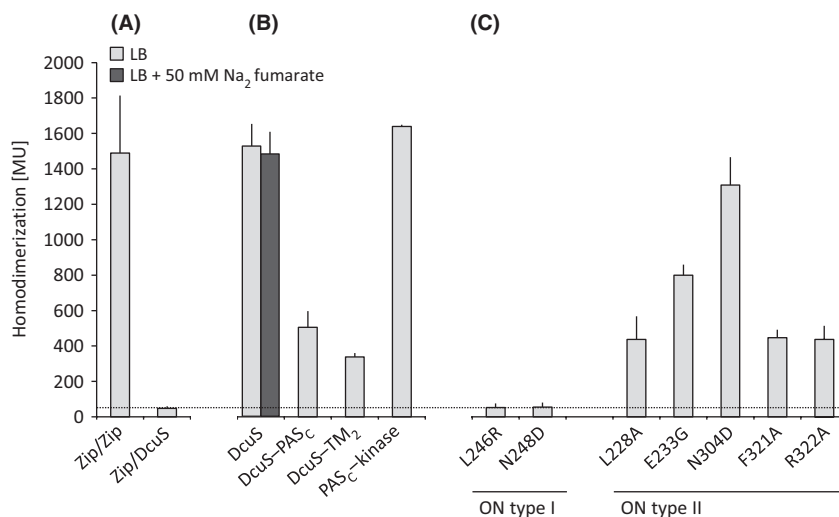 (A) (B) (C)
LB
LB + 50 mM Na2 fumarate
Homodimerization [MU]
2000
1800
1600
1400
1200
1000
800
600
400
200
0
Zip/Zip
Zip/DcuS
DcuS
DcuS–PASC
DcuS–TM2
PASC–kinase
L246R
N248D
L228A
E233G
N304D
F321A
R322A
ON type I
ON type II